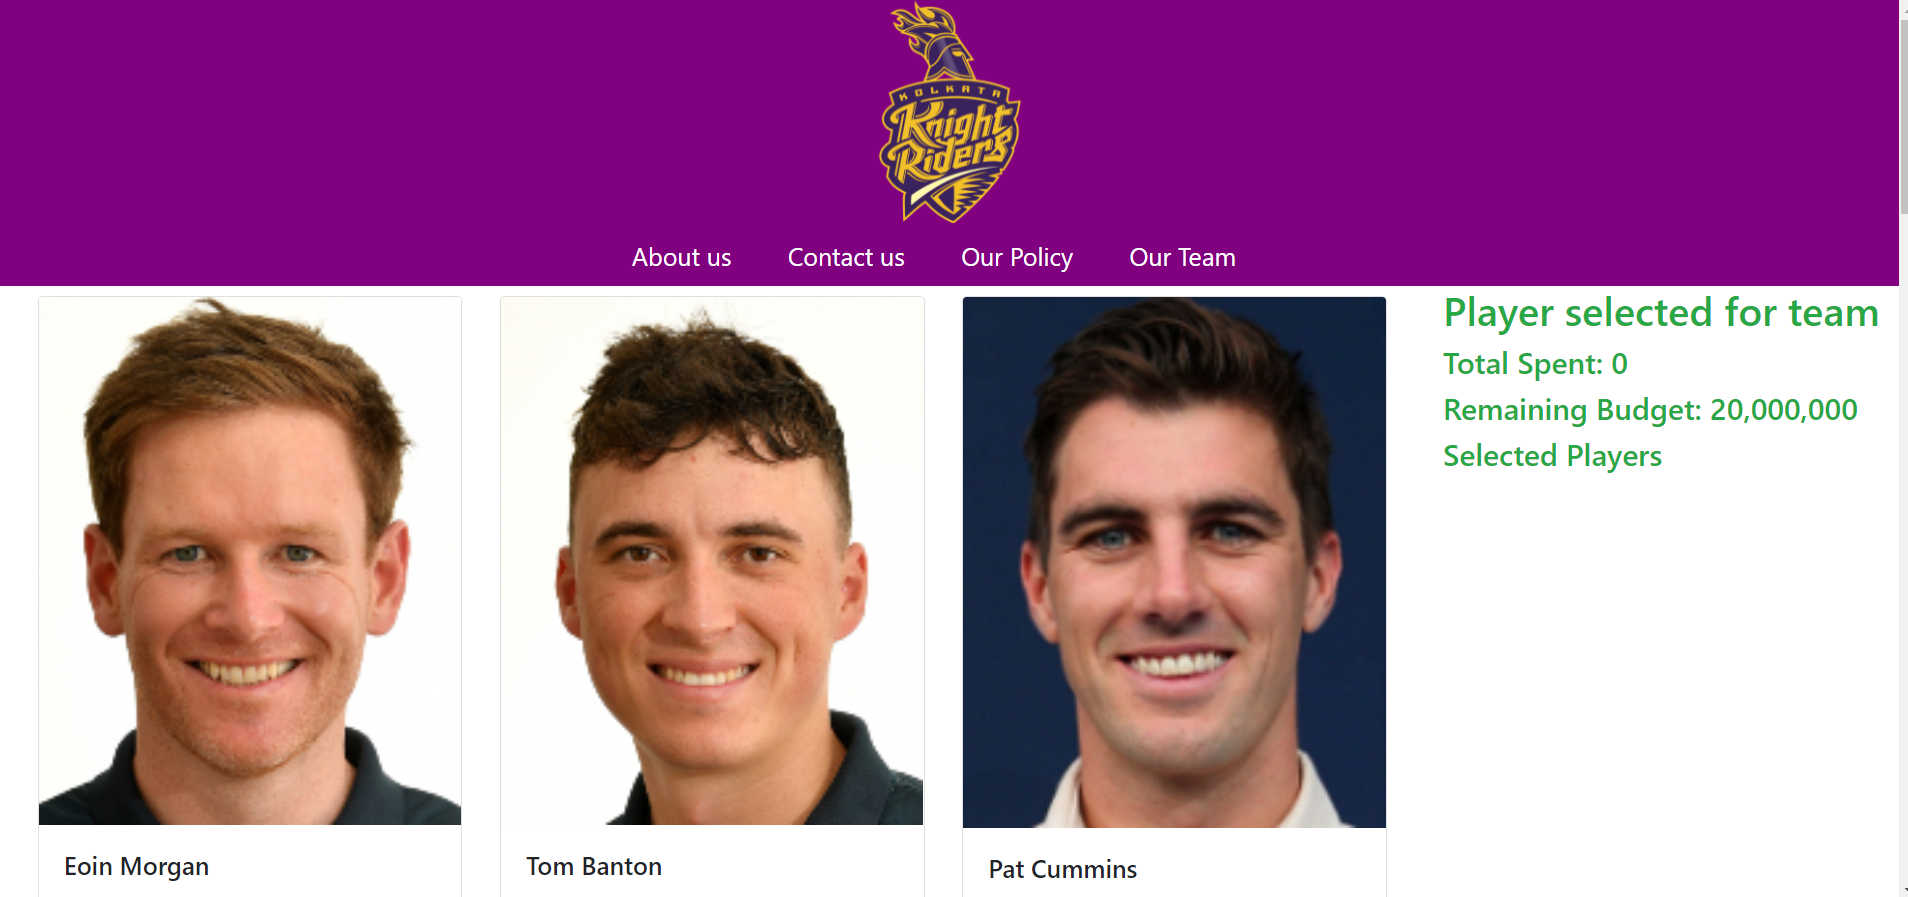 KOLKATA
Knight
Riders
About us Contact us Our Policy Our Team
Player selected for team
Total Spent: 0
Remaining Budget: 20,000,000
Selected Players
Eoin Morgan
Tom Banton
Pat Cummins